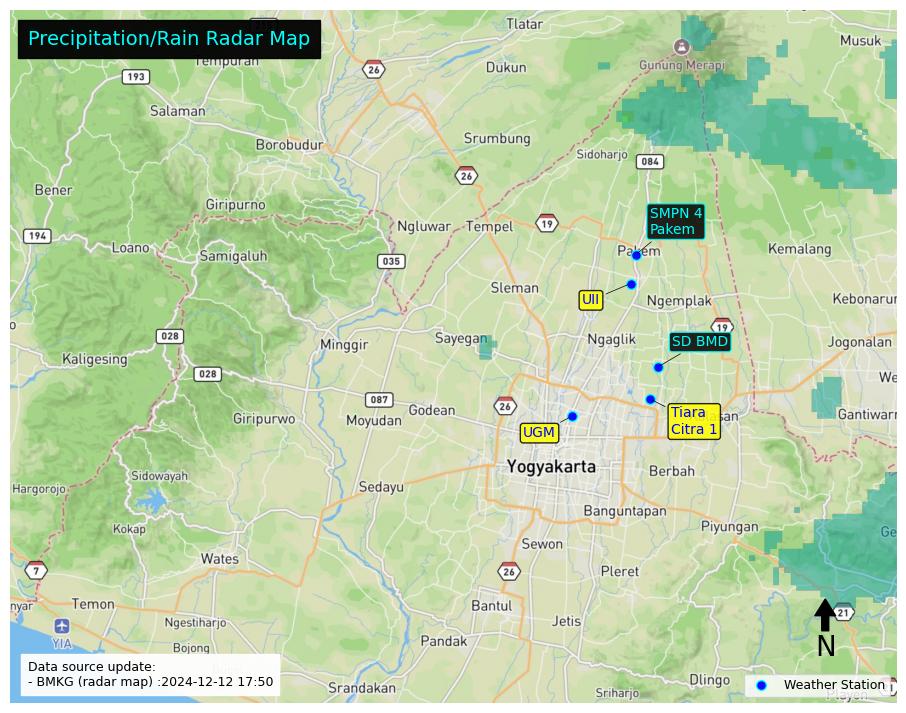 Precipitation/Rain Radar Map
Tlatar
Musuk
193
26
Dukun
Gunung Merapi
Salaman
Srumbung
Borobudur
Sidoharjo
084
26
Bener
Giripurno
SMPN 4
Pakem
Ngluwar
Tempel
19
194
Loano
Samigaluh
035
Pakem
Kemalang
Sleman
UII
Ngemplak
Kebonarun
19
028
Minggir
Sayegan
Ngaglik
SD BMD
Jogonalan
Kaligesing
028
087
Godean
26
Giripurwo
Moyudan
UGM
Tiara
Citra 1
Gantiwarn
Yogyakarta
Berbah
Sidowayah
Hargorojo
Sedayu
Banguntapan
Kokap
Piyungan
Wates
Sewon
7
26
Pleret
Temon
Bantul
21
Ngestiharjo
Jetis
YIA
Bojong
Pandak
N
Data source update:
- BMKG (radar map) :2024-12-12 17:50
Srandakan
Dlingo
Sriharjo
Weather Station